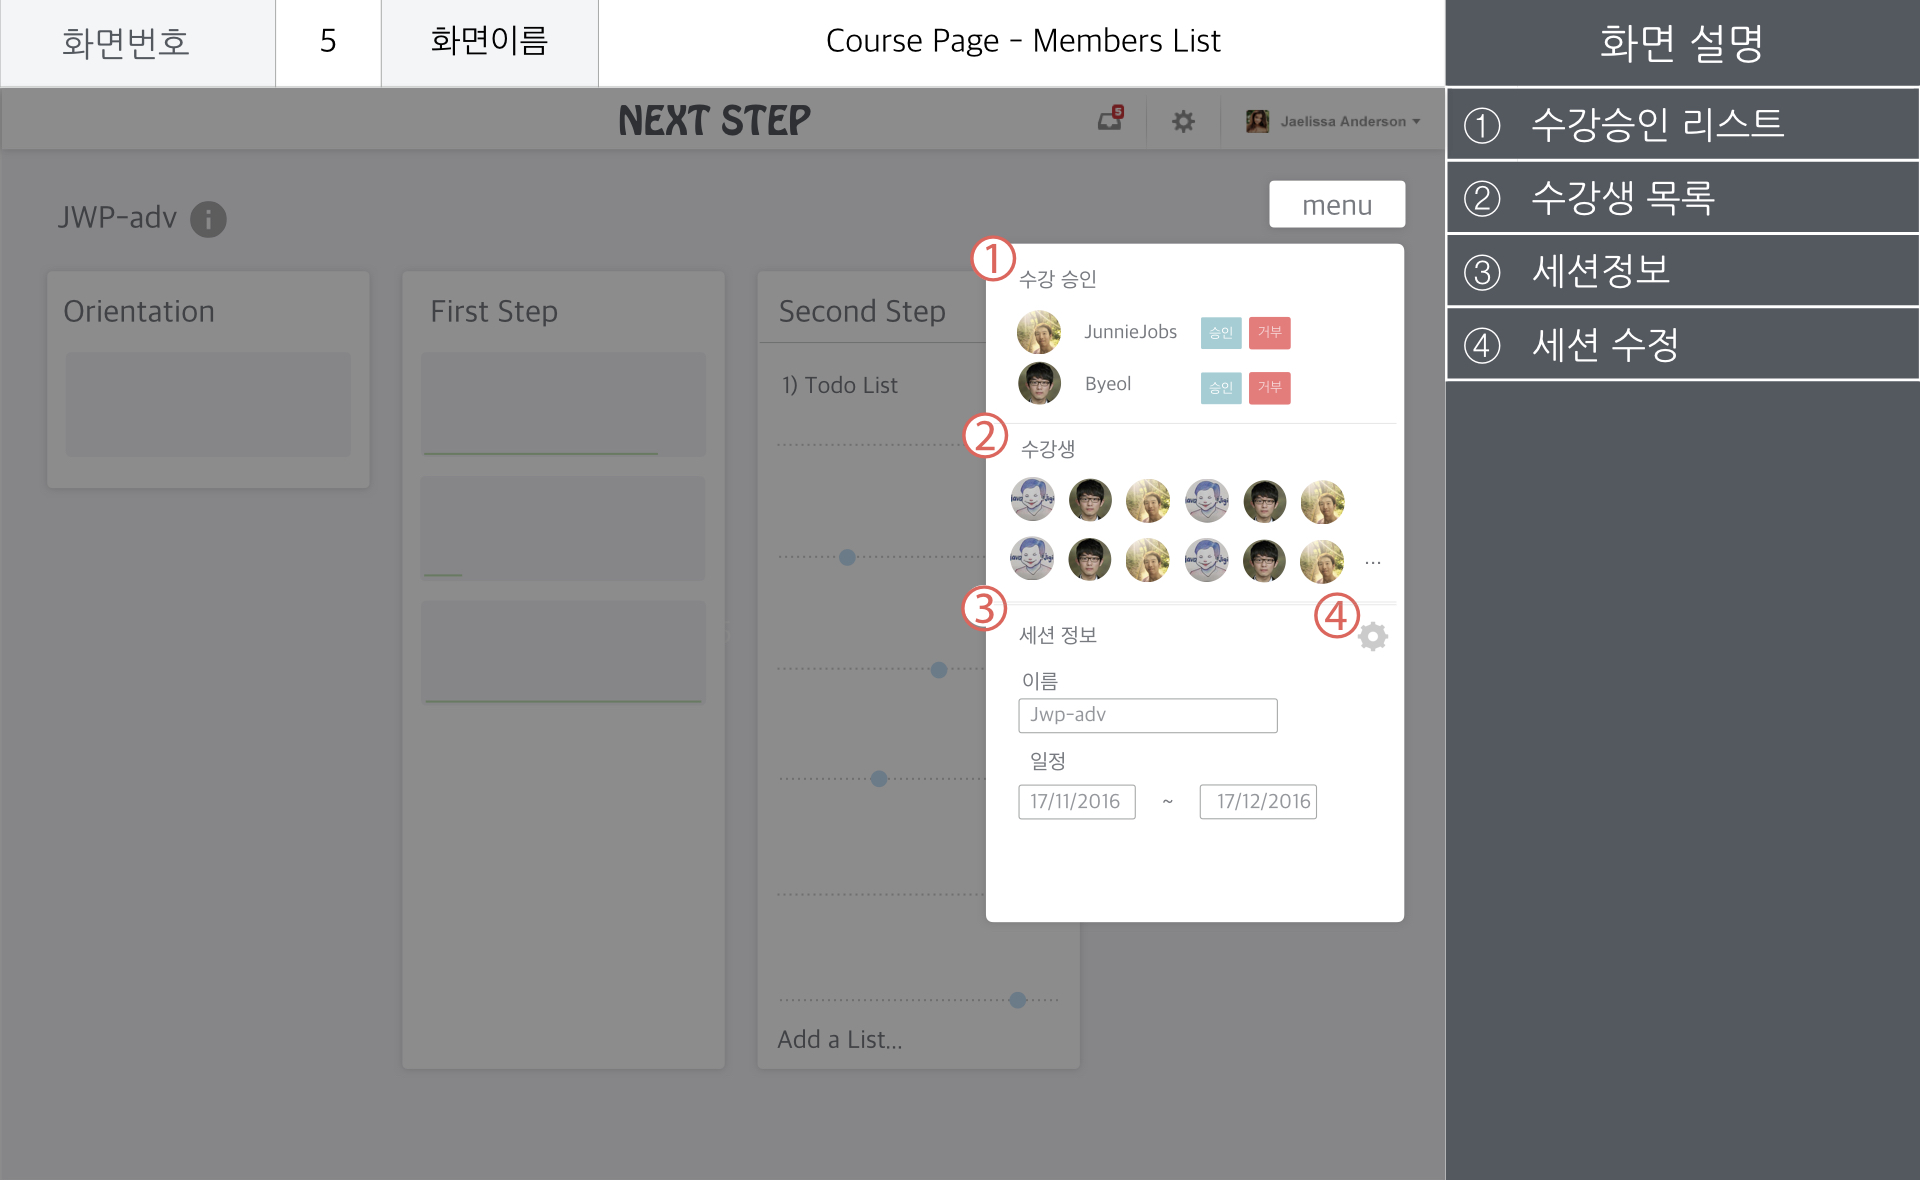 화면번호
5
화면이름
Course Page - Members List
화면 설명
① 수강승인 리스트
② 수강생 목록
③ 세션정보
④ 세션 수정
NEXT STEP
5
Jaelissa Anderson
JWP-adv
i
menu
Orientation
First Step
Second Step
1) Todo List
Add a List...
①
수강 승인
JunnieJobs 승인 거부
Byeol 승인 거부
②
수강생
...
③
④
세션 정보
이름
Jwp-adv
일정
17/11/2016 ~ 17/12/2016